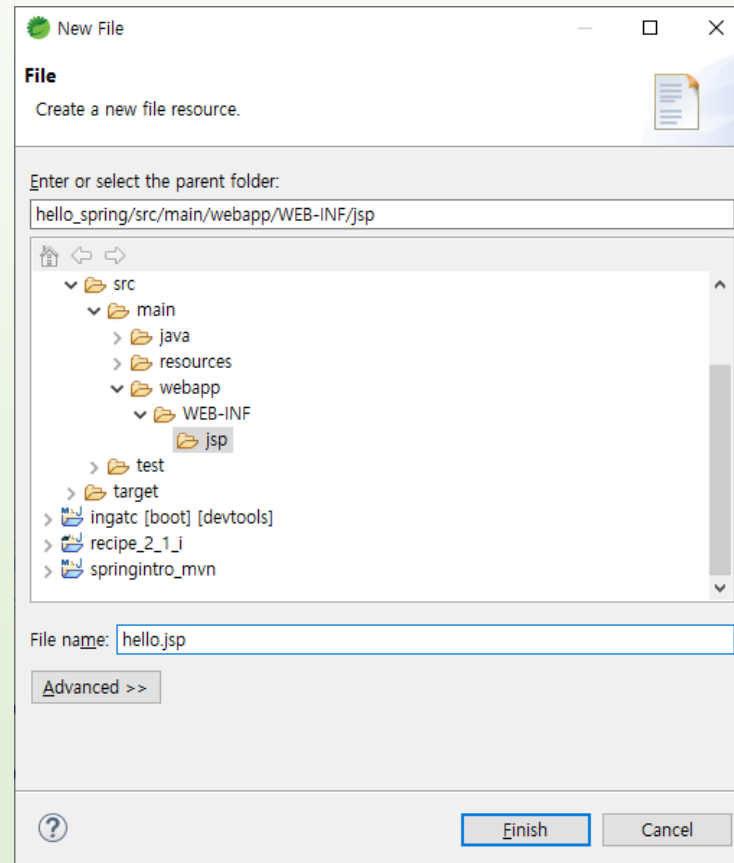 New File
File
Create a new file resource.
Enter or select the parent folder:
hello_spring/src/main/webapp/WEB-INF/jsp
src
main
java
resources
webapp
WEB-INF
jsp
test
target
ingatc [boot] [devtools]
recipe_2_1_i
springintro_mvn
File name: hello.jsp
Advanced >>
Finish Cancel